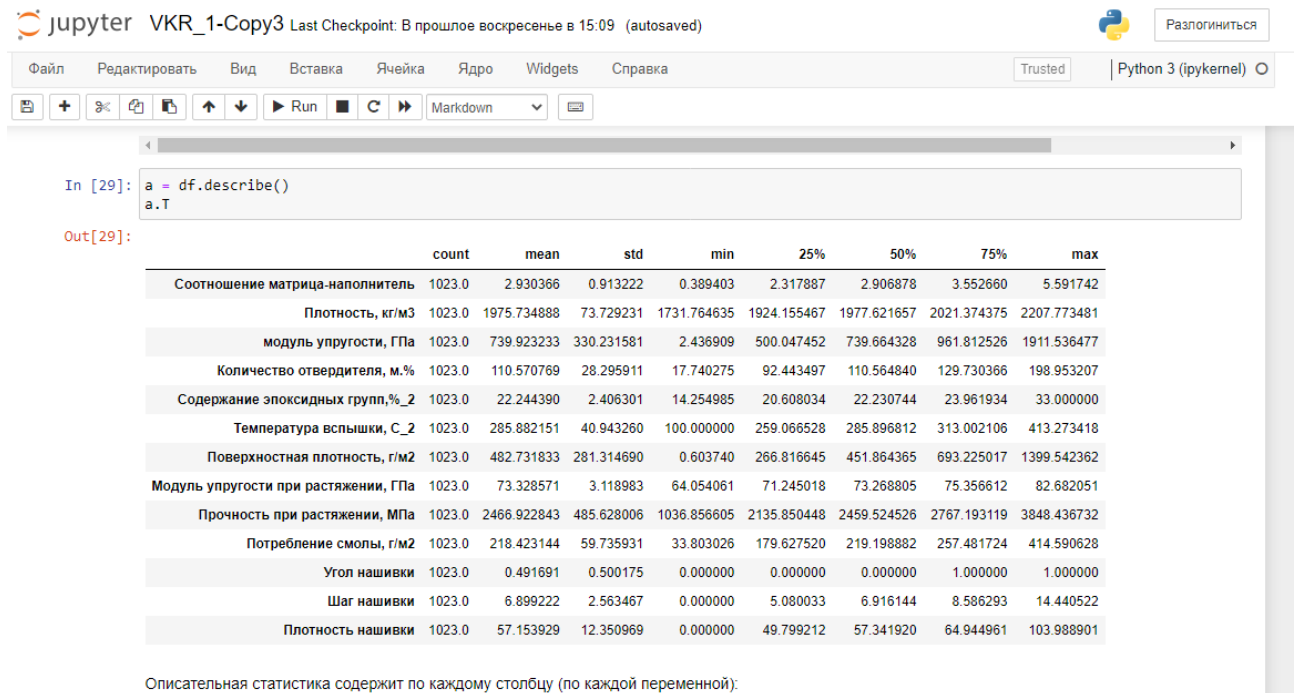 jupyter VKR_1-Copy3 Last Checkpoint: В прошлое воскресенье в 15:09 (autosaved) Разлогиниться
Файл Редактировать Вид Вставка Ячейка Ядро Widgets Справка Trusted Python 3 (ipykernel)
Run Markdown
In [29]: a = df.describe()
a.T
Out[29]:
count mean std min 25% 50% 75% max
Соотношение матрица-наполнитель 1023.0 2.930366 0.913222 0.389403 2.317887 2.906878 3.552660 5.591742
Плотность, кг/м3 1023.0 1975.734888 73.729231 1731.764635 1924.155467 1977.621657 2021.374375 2207.773481
модуль упругости, ГПа 1023.0 739.923233 330.231581 2.436909 500.047452 739.664328 961.812526 1911.536477
Количество отвердителя, м.% 1023.0 110.570769 28.295911 17.740275 92.443497 110.564840 129.730366 198.953207
Содержание эпоксидных групп,%_2 1023.0 22.244390 2.406301 14.254985 20.608034 22.230744 23.961934 33.000000
Температура вспышки, С_2 1023.0 285.882151 40.943260 100.000000 259.066528 285.896812 313.002106 413.273418
Поверхностная плотность, г/м2 1023.0 482.731833 281.314690 0.603740 266.816645 451.864365 693.225017 1399.542362
Модуль упругости при растяжении, ГПа 1023.0 73.328571 3.118983 64.054061 71.245018 73.268805 75.356612 82.682051
Прочность при растяжении, МПа 1023.0 2466.922843 485.628006 1036.856605 2135.850448 2459.524526 2767.193119 3848.436732
Потребление смолы, г/м2 1023.0 218.423144 59.735931 33.803026 179.627520 219.198882 257.481724 414.590628
Угол нашивки 1023.0 0.491691 0.500175 0.000000 0.000000 0.000000 1.000000 1.000000
Шаг нашивки 1023.0 6.899222 2.563467 0.000000 5.080033 6.916144 8.586293 14.440522
Плотность нашивки 1023.0 57.153929 12.350969 0.000000 49.799212 57.341920 64.944961 103.988901
Описательная статистика содержит по каждому столбцу (по каждой переменной):